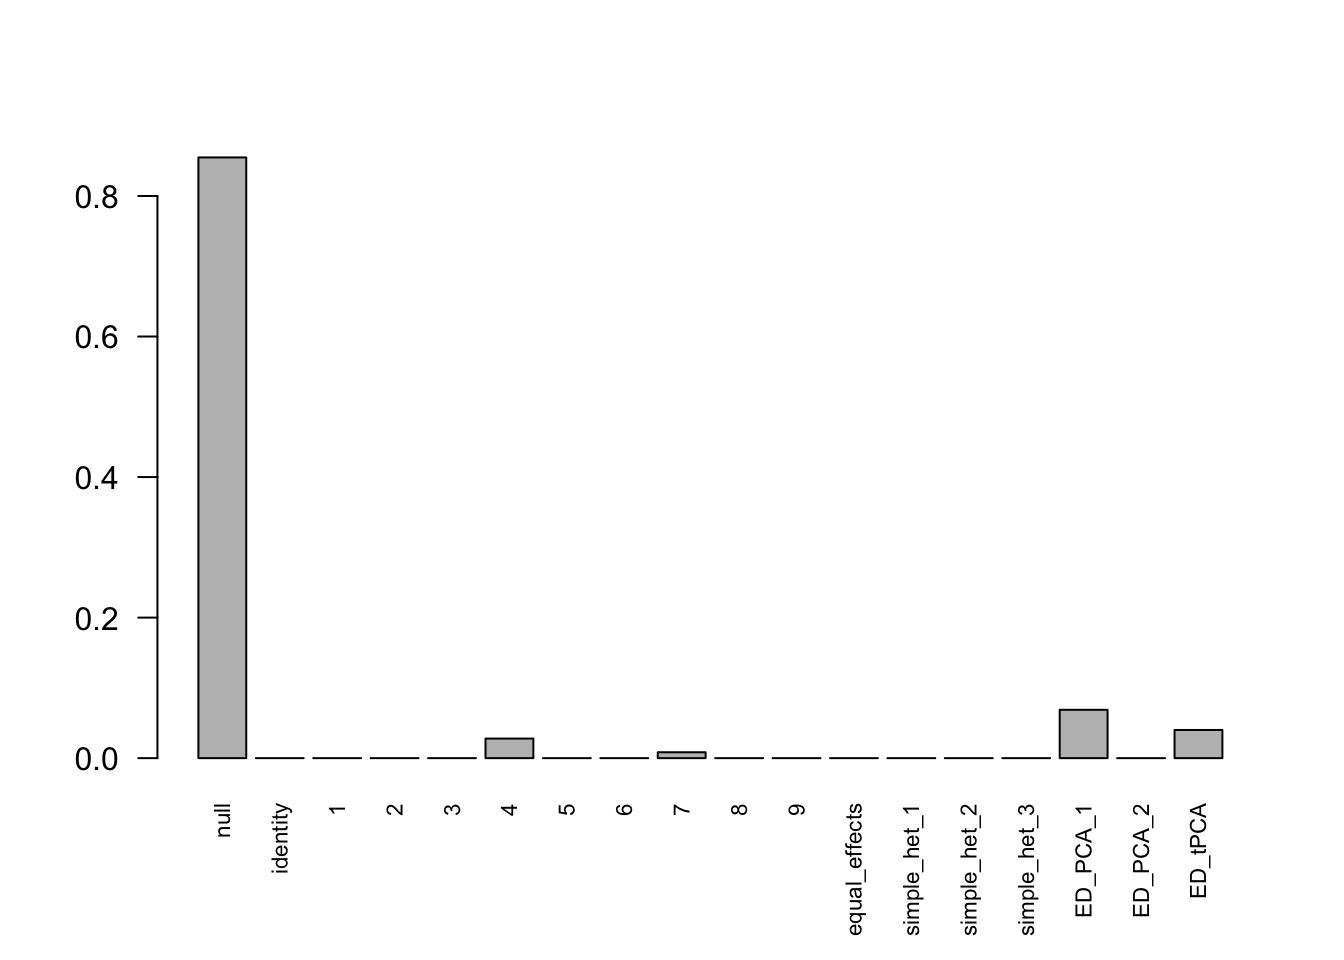 0.8
0.6
0.4
0.2
0.0
null
identity
1
2
3
4
5
6
7
8
9
equal_effects
simple_het_1
simple_het_2
simple_het_3
ED_PCA_1
ED_PCA_2
ED_tPCA